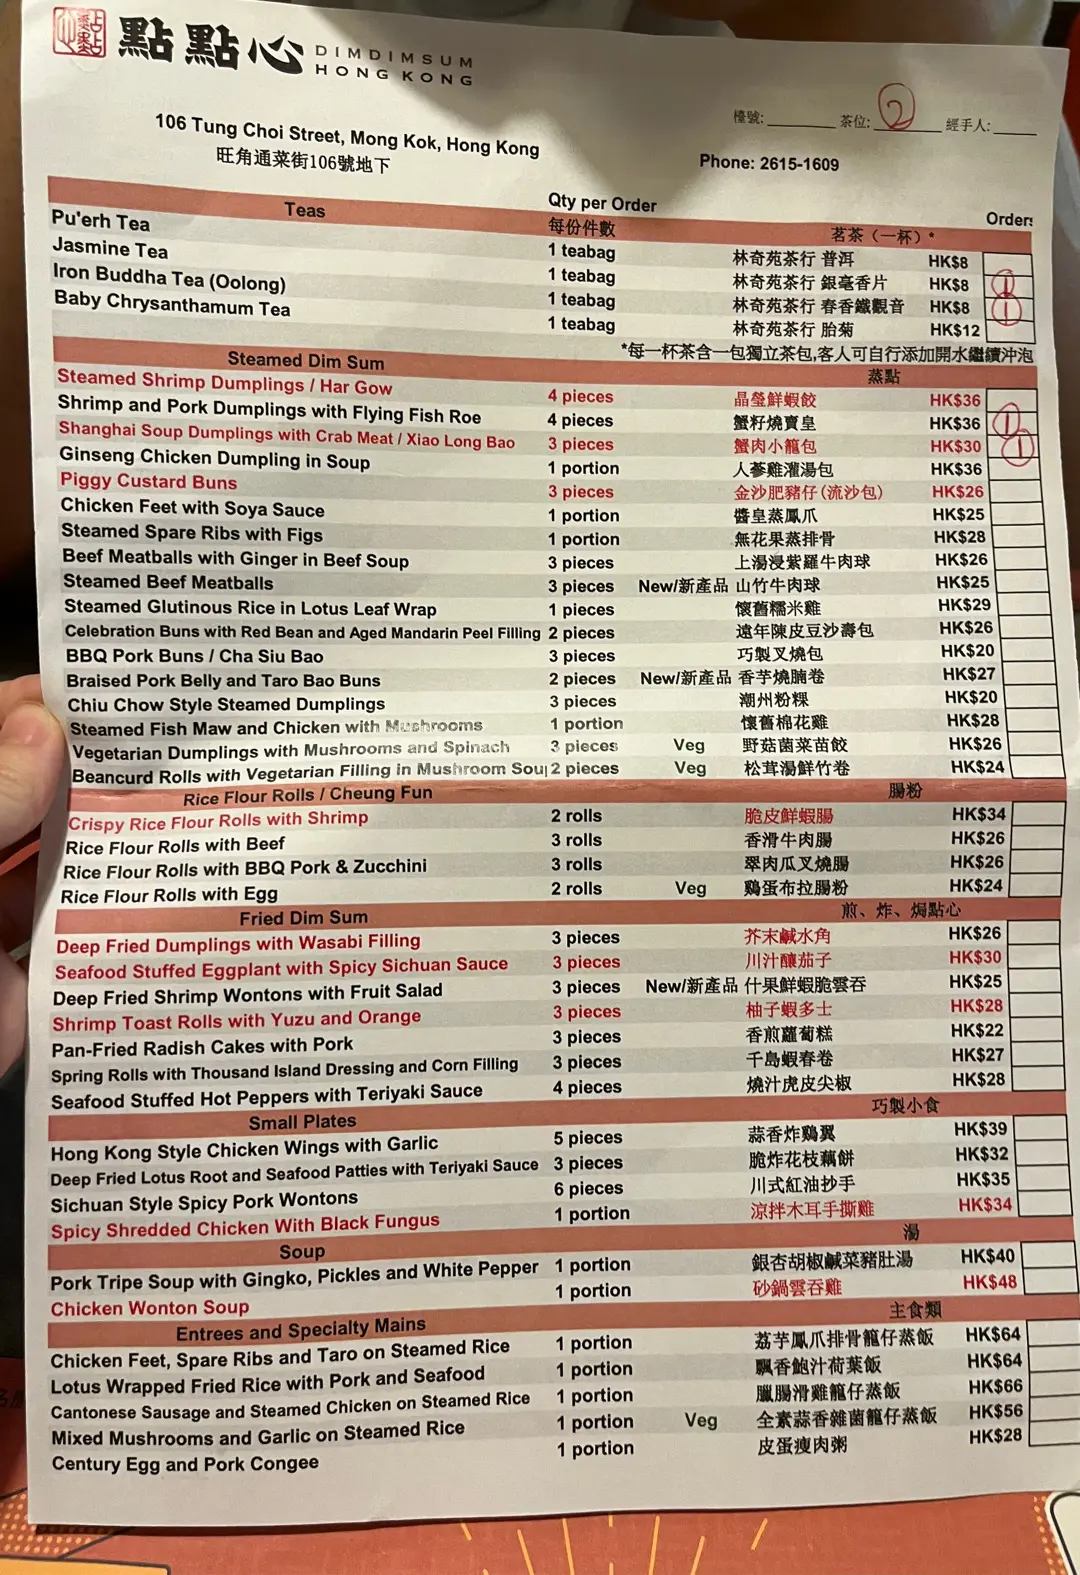 點點心 DIMDIMSUM HONG KONG
106 Tung Choi Street, Mong Kok, Hong Kong
旺角通菜街106號地下
檯號: 茶位: 2 經手人:
Phone: 2615-1609
Qty per Order Orders
Teas 每份件數 茗茶（一杯）*
Pu'erh Tea 1 teabag 林奇苑茶行 普洱 HK$8
Jasmine Tea 1 teabag 林奇苑茶行 銀毫香片 HK$8 1
Iron Buddha Tea (Oolong) 1 teabag 林奇苑茶行 春香鐵觀音 HK$8 1
Baby Chrysanthamum Tea 1 teabag 林奇苑茶行 胎菊 HK$12
*每一杯茶含一包獨立茶包,客人可自行添加開水繼續沖泡
Steamed Dim Sum 蒸點
Steamed Shrimp Dumplings / Har Gow 4 pieces 晶瑩鮮蝦餃 HK$36
Shrimp and Pork Dumplings with Flying Fish Roe 4 pieces 蟹籽燒賣皇 HK$36 1
Shanghai Soup Dumplings with Crab Meat / Xiao Long Bao 3 pieces 蟹肉小籠包 HK$30 1
Ginseng Chicken Dumpling in Soup 1 portion 人蔘雞灌湯包 HK$36
Piggy Custard Buns 3 pieces 金沙肥豬仔(流沙包) HK$26
Chicken Feet with Soya Sauce 1 portion 醬皇蒸鳳爪 HK$25
Steamed Spare Ribs with Figs 1 portion 無花果蒸排骨 HK$28
Beef Meatballs with Ginger in Beef Soup 3 pieces 上湯浸紫羅牛肉球 HK$26
Steamed Beef Meatballs 3 pieces New/新產品 山竹牛肉球 HK$25
Steamed Glutinous Rice in Lotus Leaf Wrap 1 pieces 懷舊糯米雞 HK$29
Celebration Buns with Red Bean and Aged Mandarin Peel Filling 2 pieces 遠年陳皮豆沙壽包 HK$26
BBQ Pork Buns / Cha Siu Bao 3 pieces 巧製叉燒包 HK$20
Braised Pork Belly and Taro Bao Buns 2 pieces New/新產品 香芋燒腩卷 HK$27
Chiu Chow Style Steamed Dumplings 3 pieces 潮州粉粿 HK$20
Steamed Fish Maw and Chicken with Mushrooms 1 portion 懷舊棉花雞 HK$28
Vegetarian Dumplings with Mushrooms and Spinach 3 pieces Veg 野菇菌菜苗餃 HK$26
Beancurd Rolls with Vegetarian Filling in Mushroom Sou 2 pieces Veg 松茸湯鮮竹卷 HK$24
Rice Flour Rolls / Cheung Fun 腸粉
Crispy Rice Flour Rolls with Shrimp 2 rolls 脆皮鮮蝦腸 HK$34
Rice Flour Rolls with Beef 3 rolls 香滑牛肉腸 HK$26
Rice Flour Rolls with BBQ Pork & Zucchini 3 rolls 翠肉瓜叉燒腸 HK$26
Rice Flour Rolls with Egg 2 rolls Veg 鷄蛋布拉腸粉 HK$24
Fried Dim Sum 煎、炸、焗點心
Deep Fried Dumplings with Wasabi Filling 3 pieces 芥末鹹水角 HK$26
Seafood Stuffed Eggplant with Spicy Sichuan Sauce 3 pieces 川汁釀茄子 HK$30
Deep Fried Shrimp Wontons with Fruit Salad 3 pieces New/新產品 什果鮮蝦脆雲吞 HK$25
Shrimp Toast Rolls with Yuzu and Orange 3 pieces 柚子蝦多士 HK$28
Pan-Fried Radish Cakes with Pork 3 pieces 香煎蘿蔔糕 HK$22
Spring Rolls with Thousand Island Dressing and Corn Filling 3 pieces 千島蝦春卷 HK$27
Seafood Stuffed Hot Peppers with Teriyaki Sauce 4 pieces 燒汁虎皮尖椒 HK$28
Small Plates 巧製小食
Hong Kong Style Chicken Wings with Garlic 5 pieces 蒜香炸鷄翼 HK$39
Deep Fried Lotus Root and Seafood Patties with Teriyaki Sauce 3 pieces 脆炸花枝藕餅 HK$32
Sichuan Style Spicy Pork Wontons 6 pieces 川式紅油抄手 HK$35
Spicy Shredded Chicken With Black Fungus 1 portion 涼拌木耳手撕雞 HK$34
Soup 湯
Pork Tripe Soup with Gingko, Pickles and White Pepper 1 portion 銀杏胡椒鹹菜豬肚湯 HK$40
Chicken Wonton Soup 1 portion 砂鍋雲吞雞 HK$48
Entrees and Specialty Mains 主食類
Chicken Feet, Spare Ribs and Taro on Steamed Rice 1 portion 荔芋鳳爪排骨籠仔蒸飯 HK$64
Lotus Wrapped Fried Rice with Pork and Seafood 1 portion 飄香鮑汁荷葉飯 HK$64
Cantonese Sausage and Steamed Chicken on Steamed Rice 1 portion 臘腸滑雞籠仔蒸飯 HK$66
Mixed Mushrooms and Garlic on Steamed Rice 1 portion Veg 全素蒜香雜菌籠仔蒸飯 HK$56
Century Egg and Pork Congee 1 portion 皮蛋瘦肉粥 HK$28